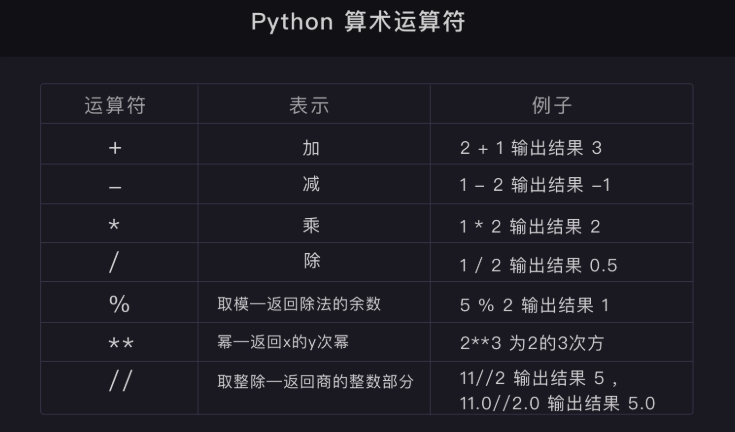 Python 算术运算符
运算符 表示 例子
+ 加 2 + 1 输出结果 3
– 减 1 – 2 输出结果 –1
* 乘 1 * 2 输出结果 2
/ 除 1 / 2 输出结果 0.5
% 取模—返回除法的余数 5 % 2 输出结果 1
** 幂—返回x的y次幂 2**3 为2的3次方
// 取整除—返回商的整数部分 11//2 输出结果 5 ,
11.0//2.0 输出结果 5.0